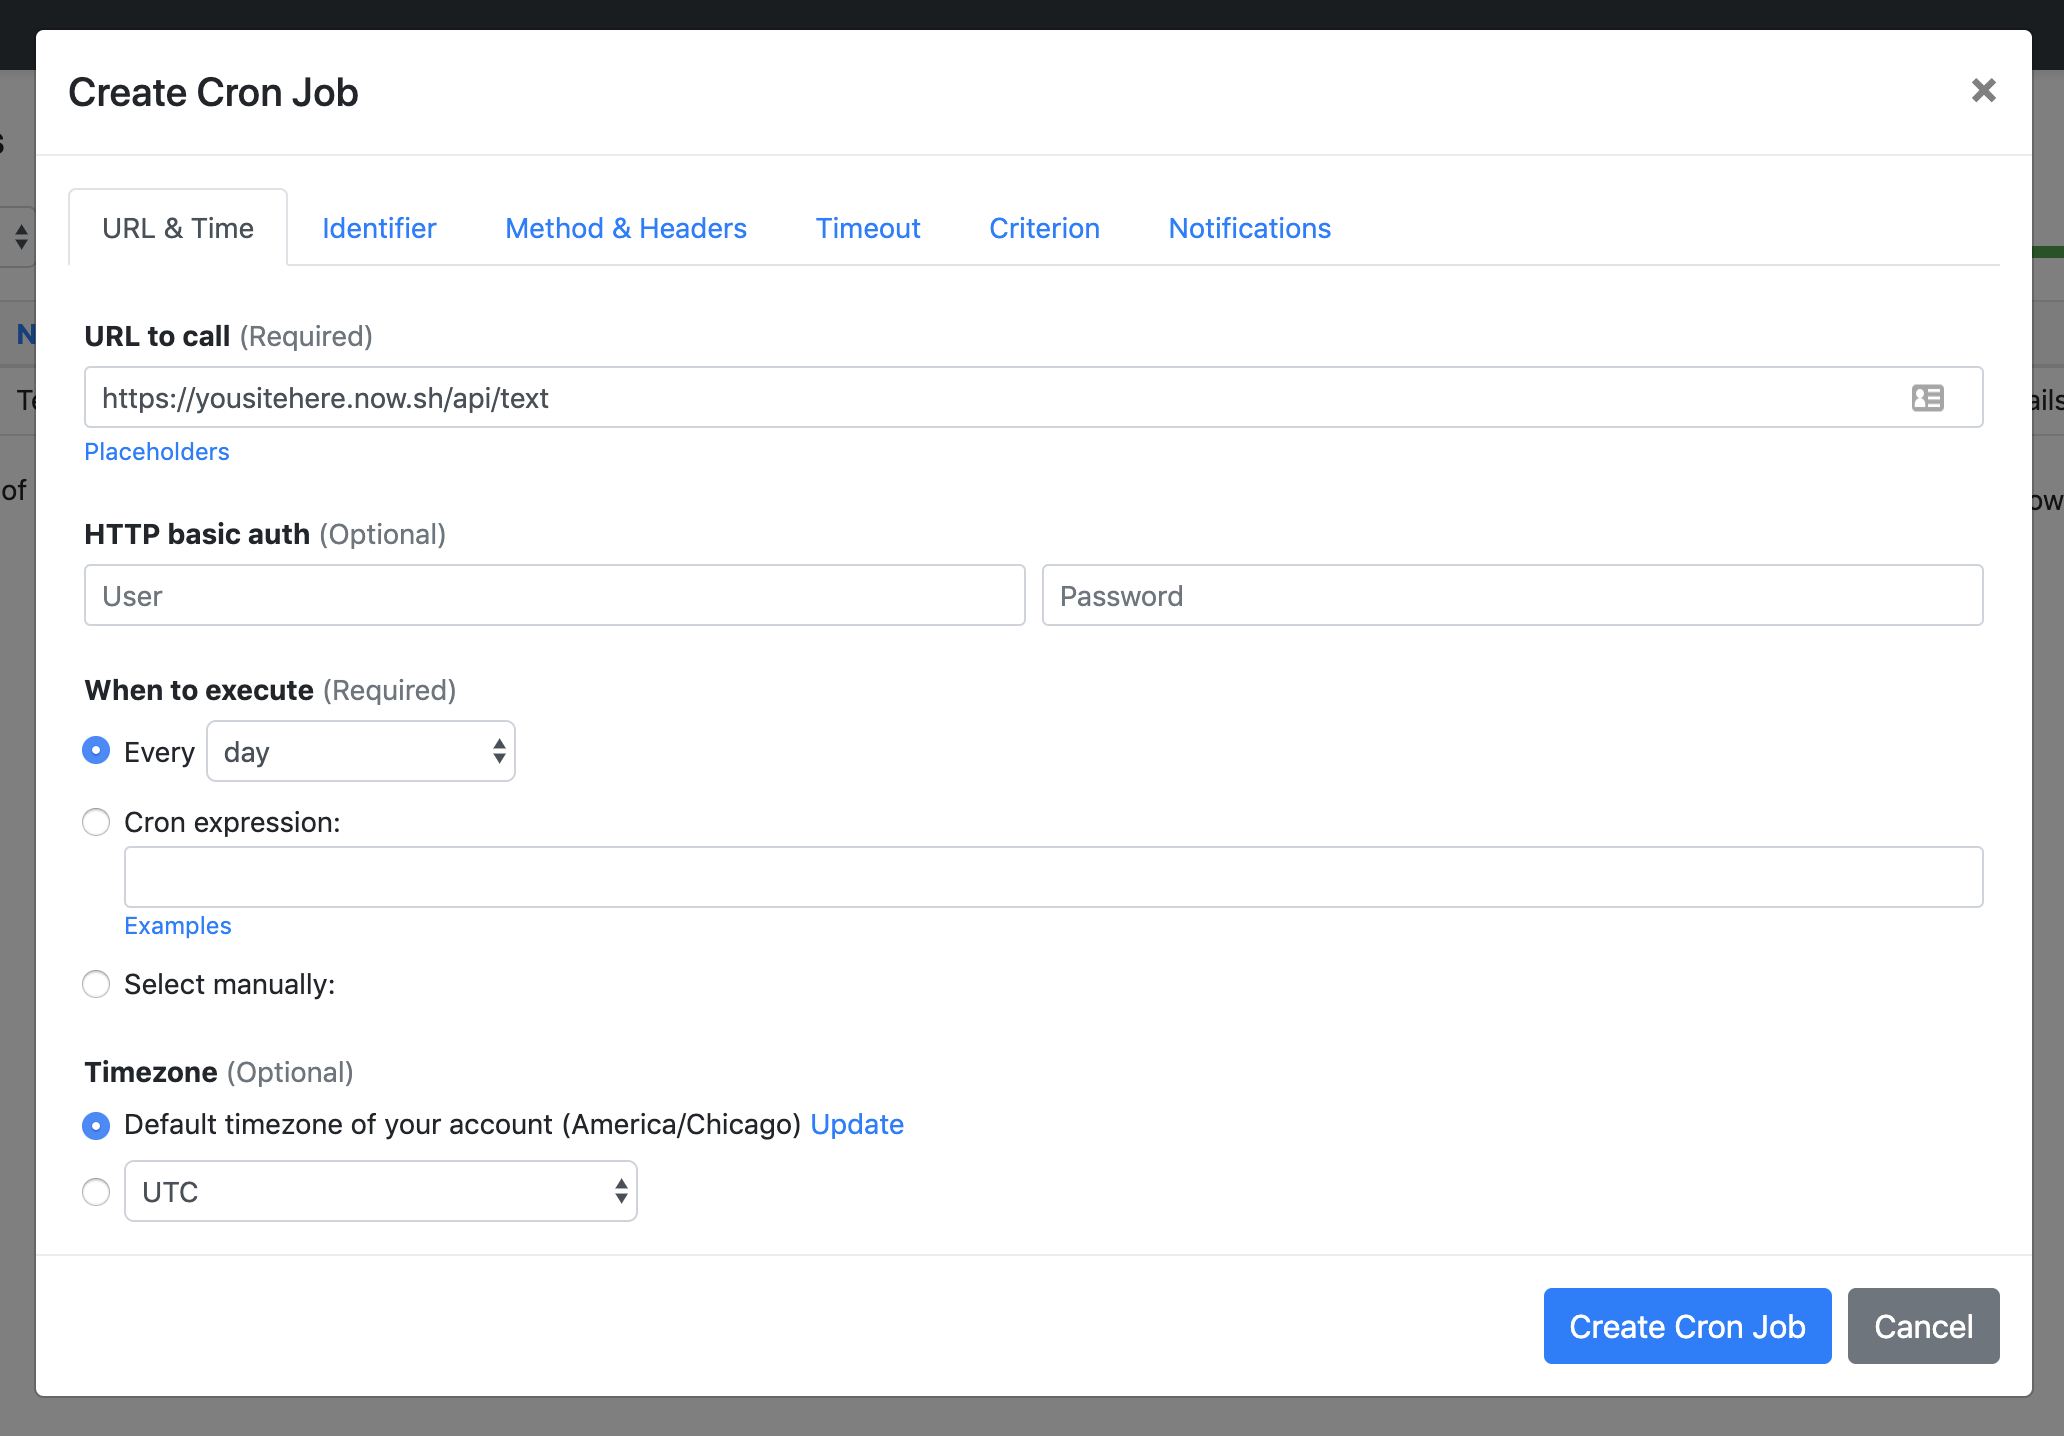 Create Cron Job
URL & Time Identifier Method & Headers Timeout Criterion Notifications
URL to call (Required)
https://yousitehere.now.sh/api/text
Placeholders
of
HTTP basic auth (Optional)
User Password
When to execute (Required)
Every day
Cron expression:
Examples
Select manually:
Timezone (Optional)
Default timezone of your account (America/Chicago) Update
UTC
Create Cron Job Cancel